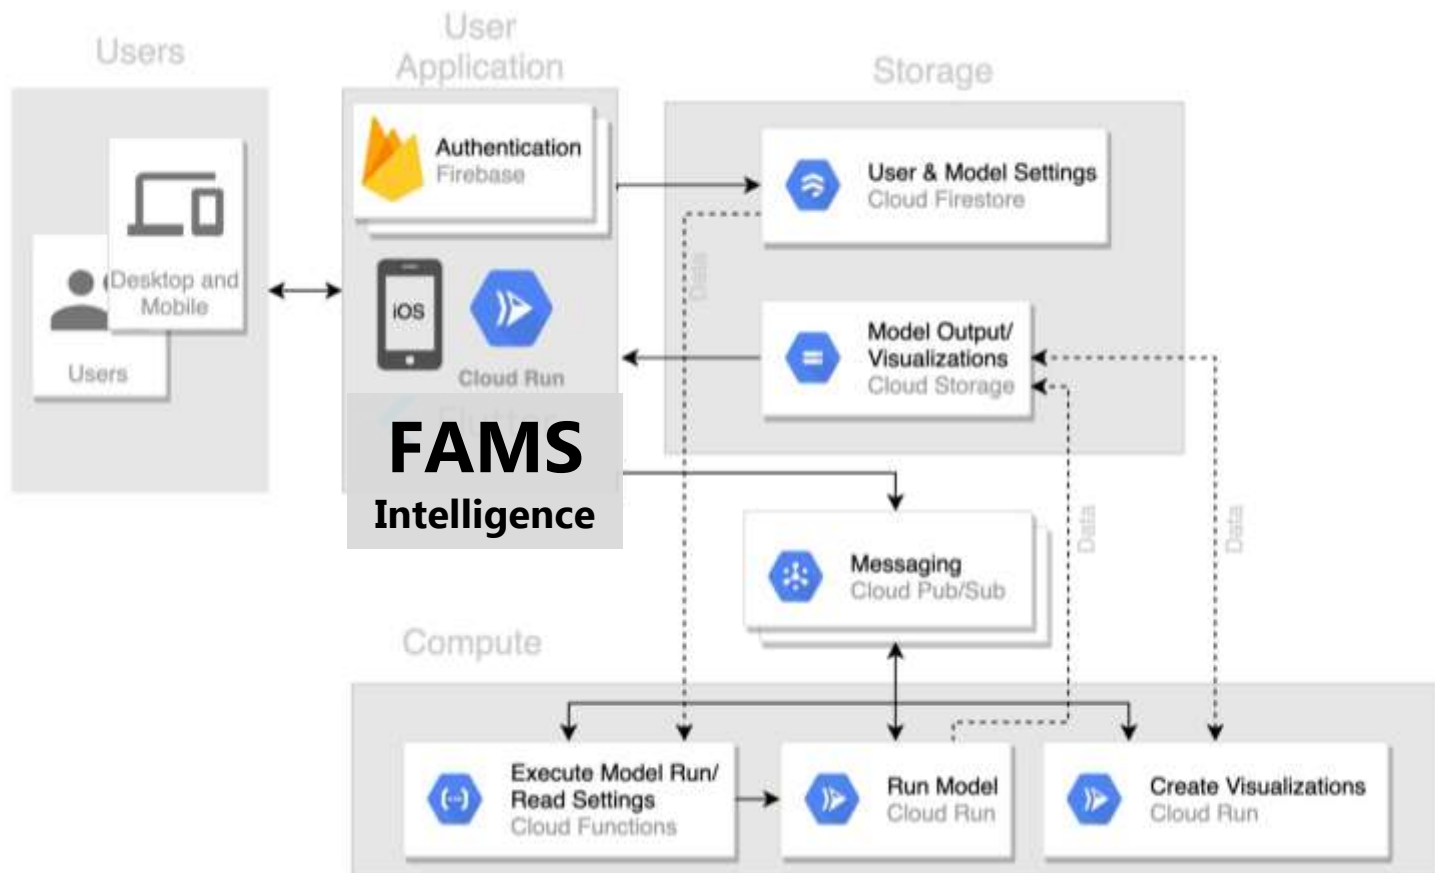 Users
User
Application
Storage
Authentication
Firebase
User & Model Settings
Cloud Firestore
Desktop and
Mobile
Users
iOS
Cloud Run
Data
Model Output/
Visualizations
Cloud Storage
FAMS
Intelligence
Data
Data
Messaging
Cloud Pub/Sub
Compute
Execute Model Run/
Read Settings
Cloud Functions
Run Model
Cloud Run
Create Visualizations
Cloud Run